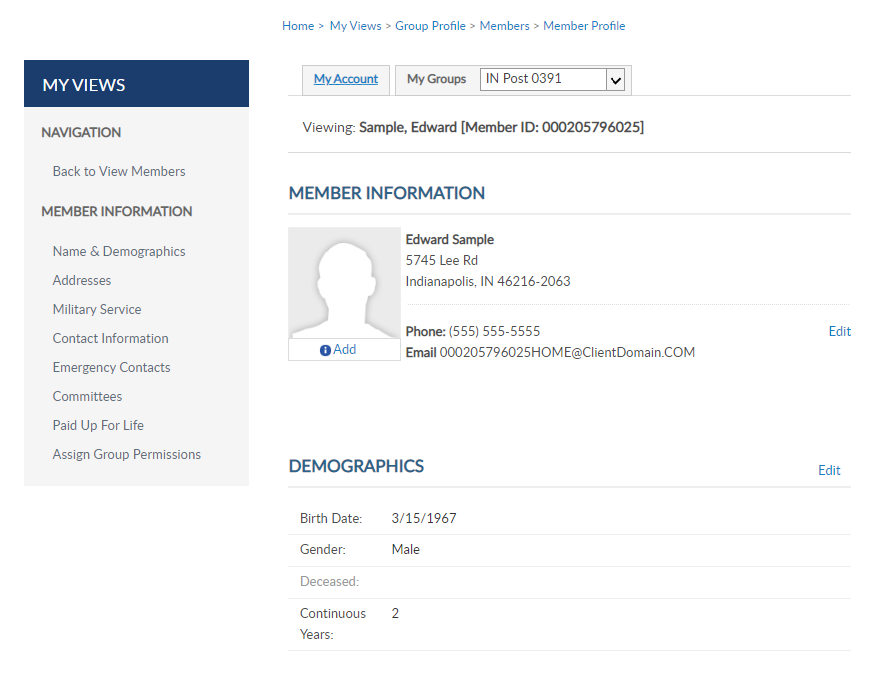 Home > My Views > Group Profile > Members > Member Profile
MY VIEWS
NAVIGATION
Back to View Members
MEMBER INFORMATION
Name & Demographics
Addresses
Military Service
Contact Information
Emergency Contacts
Committees
Paid Up For Life
Assign Group Permissions
My Account My Groups IN Post 0391
Viewing: Sample, Edward [Member ID: 000205796025]
MEMBER INFORMATION
Edward Sample
5745 Lee Rd
Indianapolis, IN 46216-2063
Phone: (555) 555-5555 Edit
i Add
Email 000205796025HOME@ClientDomain.COM
DEMOGRAPHICS Edit
Birth Date: 3/15/1967
Gender: Male
Deceased:
Continuous 2
Years: